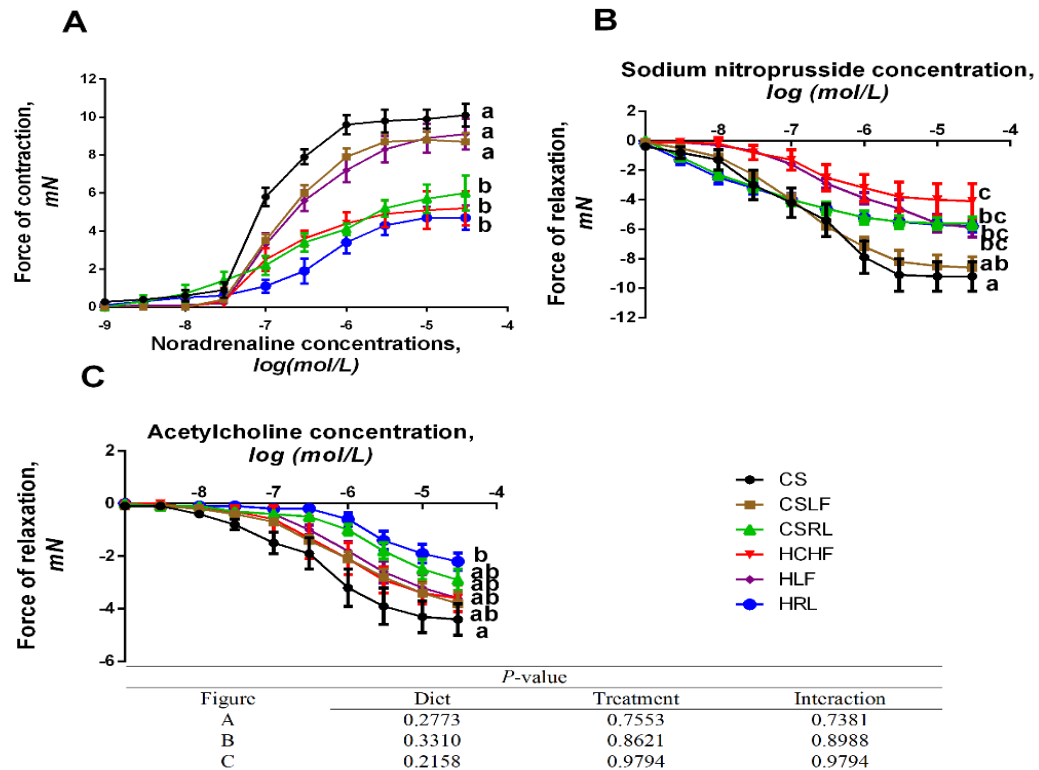 A
Force of contraction,
mN
12
10
8
6
4
2
0
-9
-8
-7
-6
-5
-4
a
a
a
b
b
b
Noradrenaline concentrations,
log(mol/L)
B
Sodium nitroprusside concentration,
log (mol/L)
-8
-7
-6
-5
-4
Force of relaxation,
mN
0
-2
-4
-6
-8
-10
-12
c
bc
bc
bc
ab
a
C
Acetylcholine concentration,
log (mol/L)
-8
-7
-6
-5
-4
Force of relaxation,
mN
2
0
-2
-4
-6
b
ab
ab
ab
ab
a
CS
CSLF
CSRL
HCHF
HLF
HRL
P-value
Figure Diet Treatment Interaction
A 0.2773 0.7553 0.7381
B 0.3310 0.8621 0.8988
C 0.2158 0.9794 0.9794